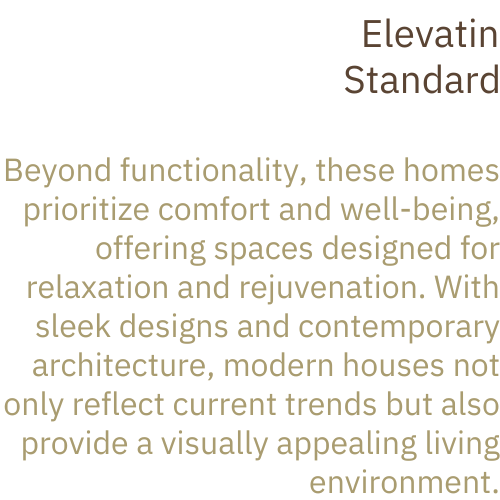 Elevatin
Standard
Beyond functionality, these homes
prioritize comfort and well-being,
offering spaces designed for
relaxation and rejuvenation. With
sleek designs and contemporary
architecture, modern houses not
only reflect current trends but also
provide a visually appealing living
environment.